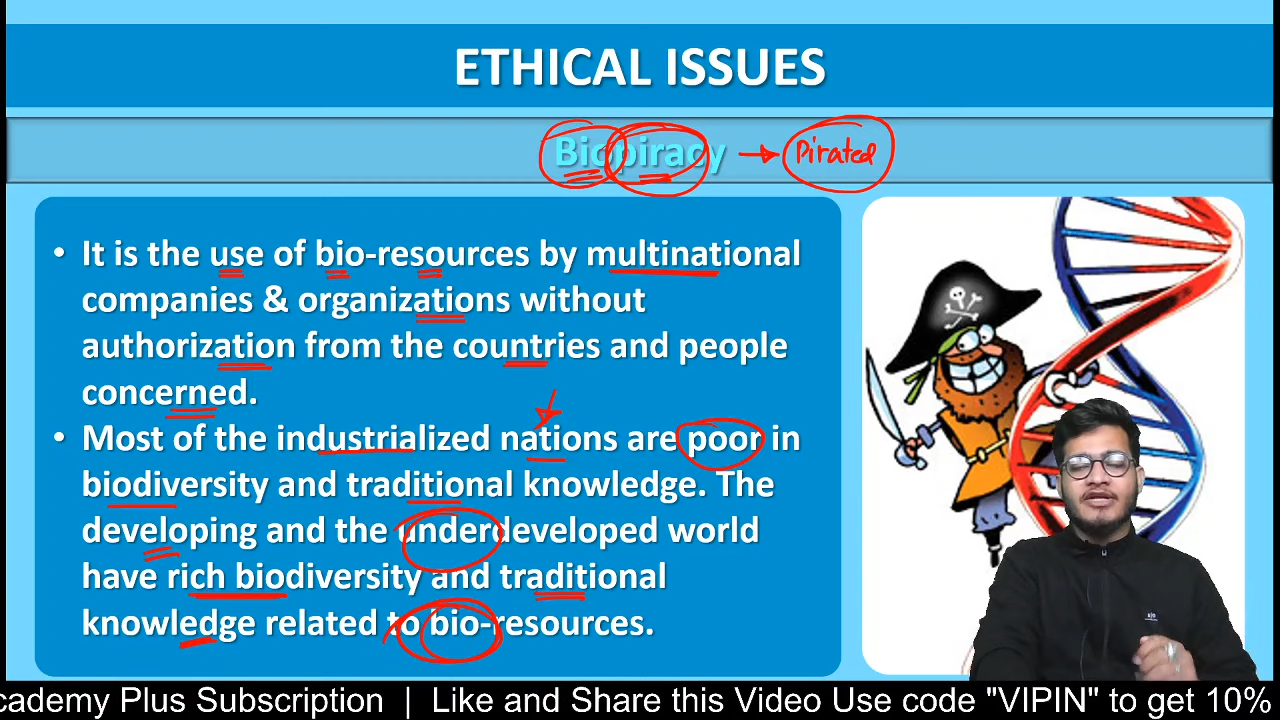 ETHICAL ISSUES
Biopiracy → Pirated
• It is the use of bio-resources by multinational
companies & organizations without
authorization from the countries and people
concerned.
• Most of the industrialized nations are poor in
biodiversity and traditional knowledge. The
developing and the underdeveloped world
have rich biodiversity and traditional
knowledge related to bio-resources.
cademy Plus Subscription | Like and Share this Video Use code "VIPIN" to get 10%